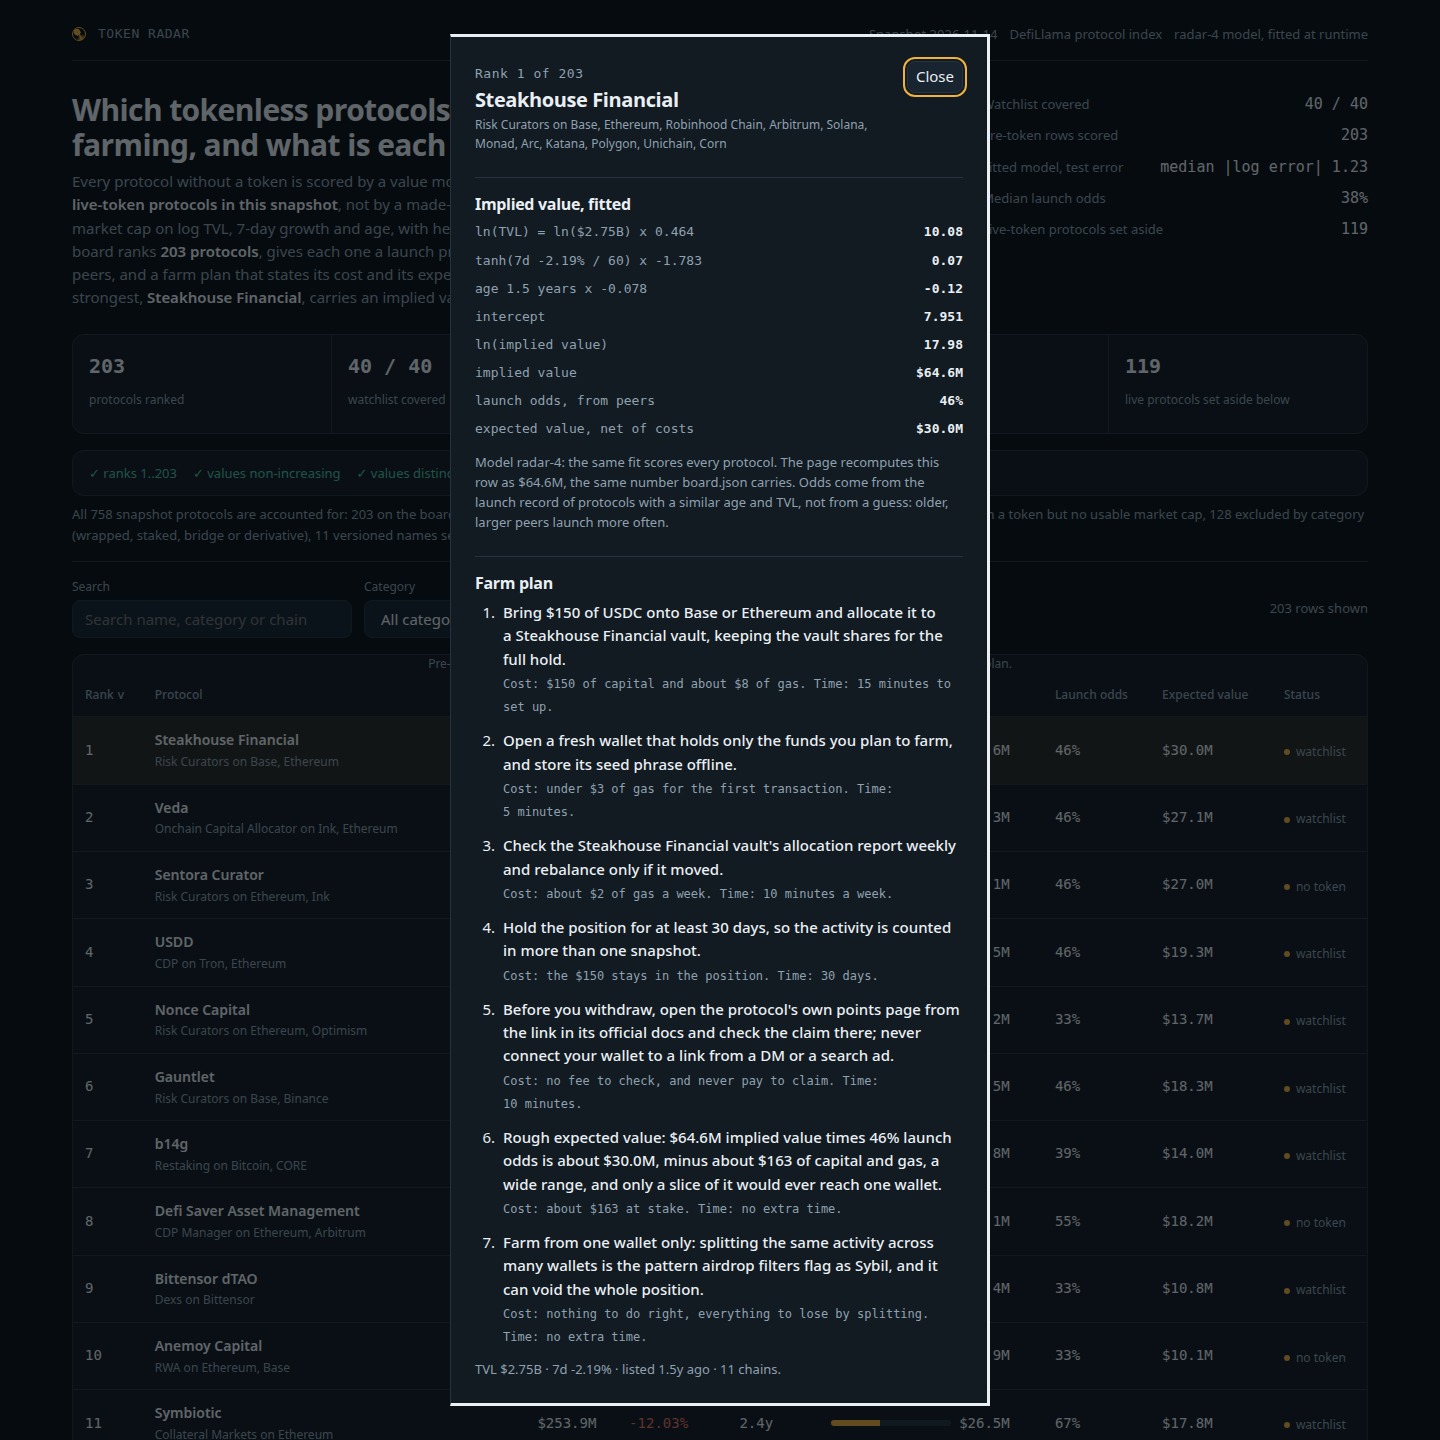 TOKEN RADAR
Snapshot 2026-11-14 DefiLlama protocol index radar-4 model, fitted at runtime
Which tokenless protocols
farming, and what is each
Every protocol without a token is scored by a value
live-token protocols in this snapshot, not by a made-
market cap on log TVL, 7-day growth and age, with
board ranks 203 protocols, gives each one a launch
peers, and a farm plan that states its cost and its
strongest, Steakhouse Financial, carries an implied
Watchlist covered 40 / 40
Pre-token rows scored 203
Fitted model, test error median |log error| 1.23
Median launch odds 38%
Live-token protocols set aside 119
203
protocols ranked
40 / 40
watchlist covered
119
live protocols set aside below
✓ ranks 1..203 ✓ values non-increasing ✓ values distinct
All 758 snapshot protocols are accounted for: 203 on the board a token but no usable market cap, 128 excluded by category
(wrapped, staked, bridge or derivative), 11 versioned names
Search
Category
Search name, category or chain
All catego
203 rows shown
Pre- plan.
Rank v Protocol Launch odds Expected value Status
1 Steakhouse Financial 6M 46% $30.0M watchlist
Risk Curators on Base, Ethereum
2 Veda 3M 46% $27.1M watchlist
Onchain Capital Allocator on Ink, Ethereum
3 Sentora Curator 1M 46% $27.0M no token
Risk Curators on Ethereum, Ink
4 USDD 5M 46% $19.3M watchlist
CDP on Tron, Ethereum
5 Nonce Capital 2M 33% $13.7M watchlist
Risk Curators on Ethereum, Optimism
6 Gauntlet 5M 46% $18.3M watchlist
Risk Curators on Base, Binance
7 b14g 8M 39% $14.0M watchlist
Restaking on Bitcoin, CORE
8 Defi Saver Asset Management 1M 55% $18.2M no token
CDP Manager on Ethereum, Arbitrum
9 Bittensor dTAO 4M 33% $10.8M watchlist
Dexs on Bittensor
10 Anemoy Capital 9M 33% $10.1M no token
RWA on Ethereum, Base
11 Symbiotic $253.9M -12.03% 2.4y $26.5M 67% $17.8M watchlist
Collateral Markets on Ethereum
Rank 1 of 203
Close
Steakhouse Financial
Risk Curators on Base, Ethereum, Robinhood Chain, Arbitrum, Solana,
Monad, Arc, Katana, Polygon, Unichain, Corn
Implied value, fitted
ln(TVL) = ln($2.75B) x 0.464 10.08
tanh(7d -2.19% / 60) x -1.783 0.07
age 1.5 years x -0.078 -0.12
intercept 7.951
ln(implied value) 17.98
implied value $64.6M
launch odds, from peers 46%
expected value, net of costs $30.0M
Model radar-4: the same fit scores every protocol. The page recomputes this
row as $64.6M, the same number board.json carries. Odds come from the
launch record of protocols with a similar age and TVL, not from a guess: older,
larger peers launch more often.
Farm plan
1. Bring $150 of USDC onto Base or Ethereum and allocate it to
a Steakhouse Financial vault, keeping the vault shares for the
full hold.
Cost: $150 of capital and about $8 of gas. Time: 15 minutes to
set up.
2. Open a fresh wallet that holds only the funds you plan to farm,
and store its seed phrase offline.
Cost: under $3 of gas for the first transaction. Time:
5 minutes.
3. Check the Steakhouse Financial vault's allocation report weekly
and rebalance only if it moved.
Cost: about $2 of gas a week. Time: 10 minutes a week.
4. Hold the position for at least 30 days, so the activity is counted
in more than one snapshot.
Cost: the $150 stays in the position. Time: 30 days.
5. Before you withdraw, open the protocol's own points page from
the link in its official docs and check the claim there; never
connect your wallet to a link from a DM or a search ad.
Cost: no fee to check, and never pay to claim. Time:
10 minutes.
6. Rough expected value: $64.6M implied value times 46% launch
odds is about $30.0M, minus about $163 of capital and gas, a
wide range, and only a slice of it would ever reach one wallet.
Cost: about $163 at stake. Time: no extra time.
7. Farm from one wallet only: splitting the same activity across
many wallets is the pattern airdrop filters flag as Sybil, and it
can void the whole position.
Cost: nothing to do right, everything to lose by splitting.
Time: no extra time.
TVL $2.75B · 7d -2.19% · listed 1.5y ago · 11 chains.